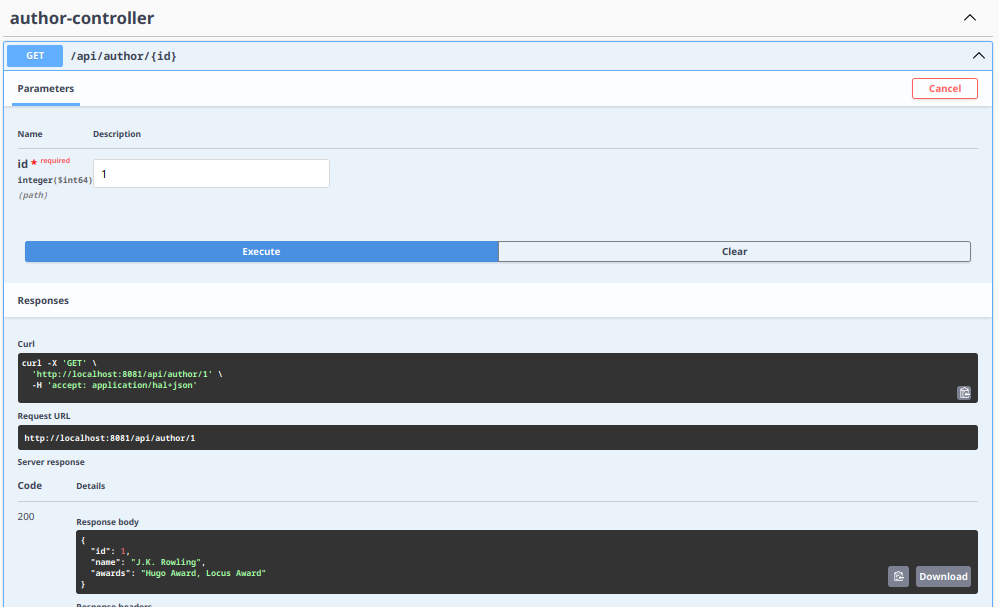 author-controller
GET /api/author/{id}
Parameters
Cancel
Name Description
id * required
integer($int64)
(path)
1
Execute
Clear
Responses
Curl
curl -X 'GET' \
'http://localhost:8081/api/author/1' \
-H 'accept: application/hal+json'
Request URL
http://localhost:8081/api/author/1
Server response
Code Details
200
Response body
{
"id": 1,
"name": "J.K. Rowling",
"awards": "Hugo Award, Locus Award"
}
Download
Response headers